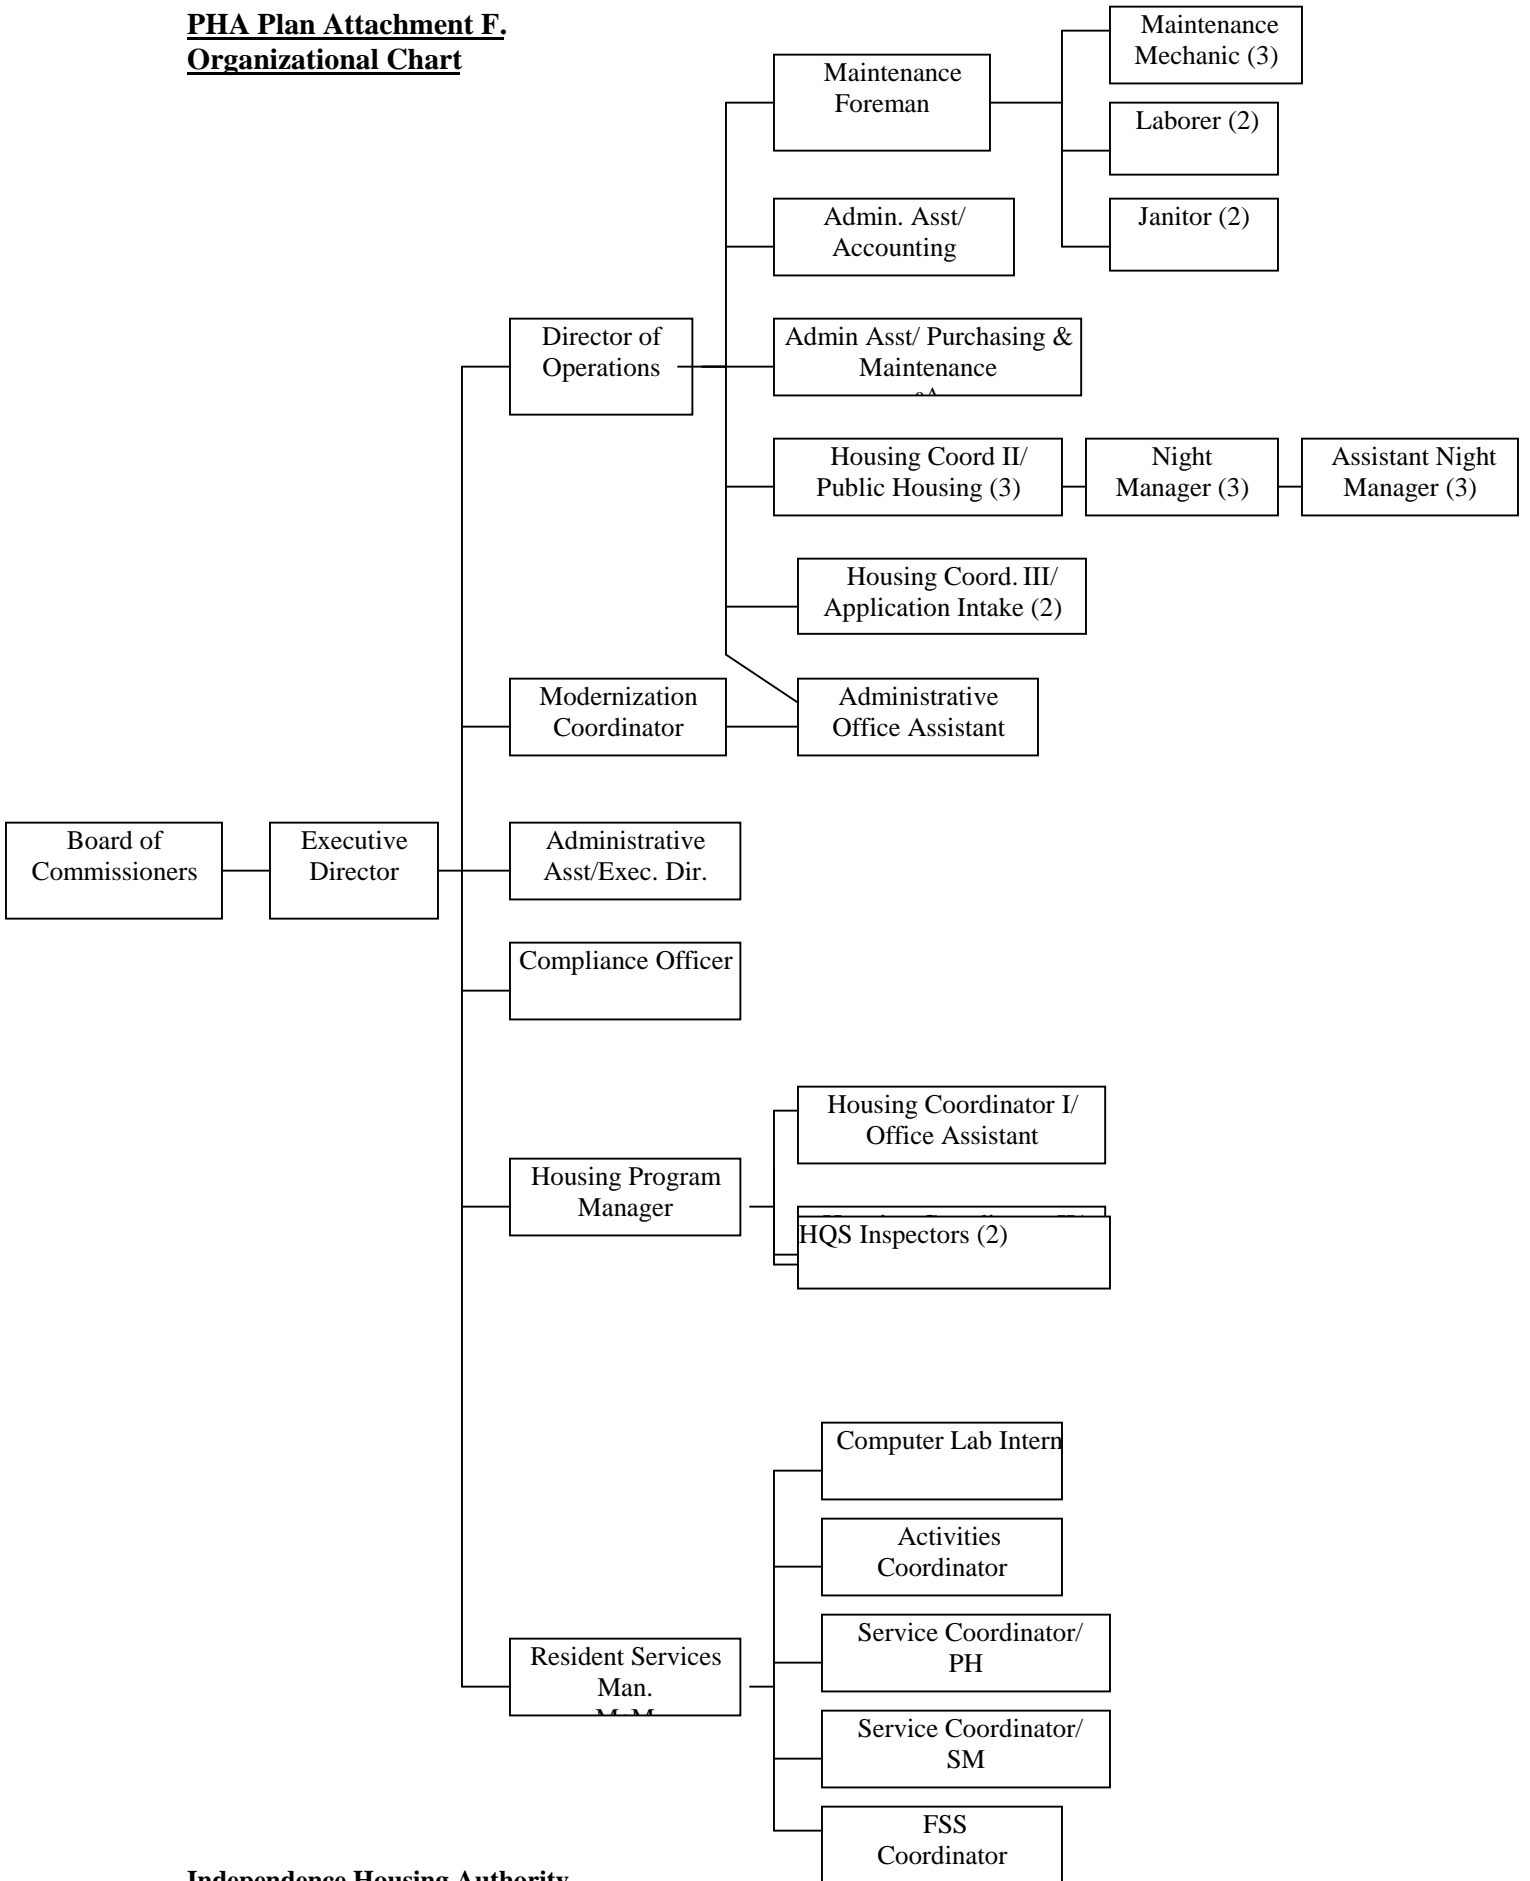 PHA Plan Attachment F.
Organizational Chart
Maintenance
Mechanic (3)
Maintenance
Foreman
Laborer (2)
Admin. Asst/
Accounting
Janitor (2)
Director of
Operations
Admin Asst/ Purchasing &
Maintenance
Housing Coord II/
Public Housing (3)
Night
Manager (3)
Assistant Night
Manager (3)
Housing Coord. III/
Application Intake (2)
Modernization
Coordinator
Administrative
Office Assistant
Board of
Commissioners
Executive
Director
Administrative
Asst/Exec. Dir.
Compliance Officer
Housing Coordinator I/
Office Assistant
Housing Program
Manager
HQS Inspectors (2)
Computer Lab Intern
Activities
Coordinator
Service Coordinator/
PH
Resident Services
Man.
Service Coordinator/
SM
FSS
Coordinator
Independence Housing Authority